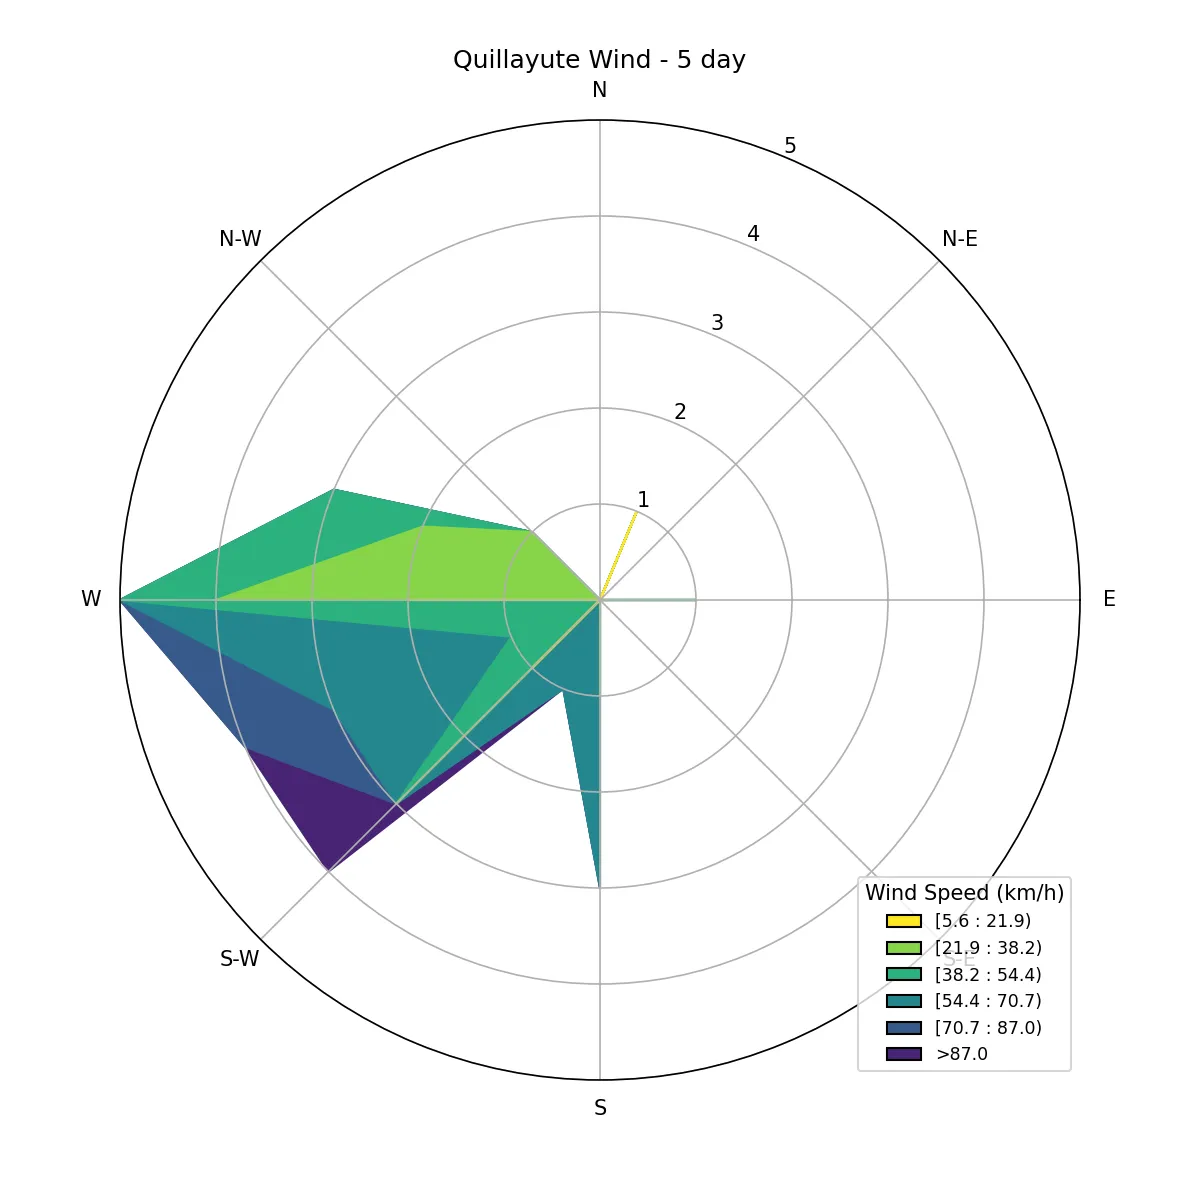 Quillayute Wind - 5 day
N
5
N-W
N-E
4
3
2
1
W
E
S-W
S-E
Wind Speed (km/h)
[5.6 : 21.9)
[21.9 : 38.2)
[38.2 : 54.4)
[54.4 : 70.7)
[70.7 : 87.0)
>87.0
S